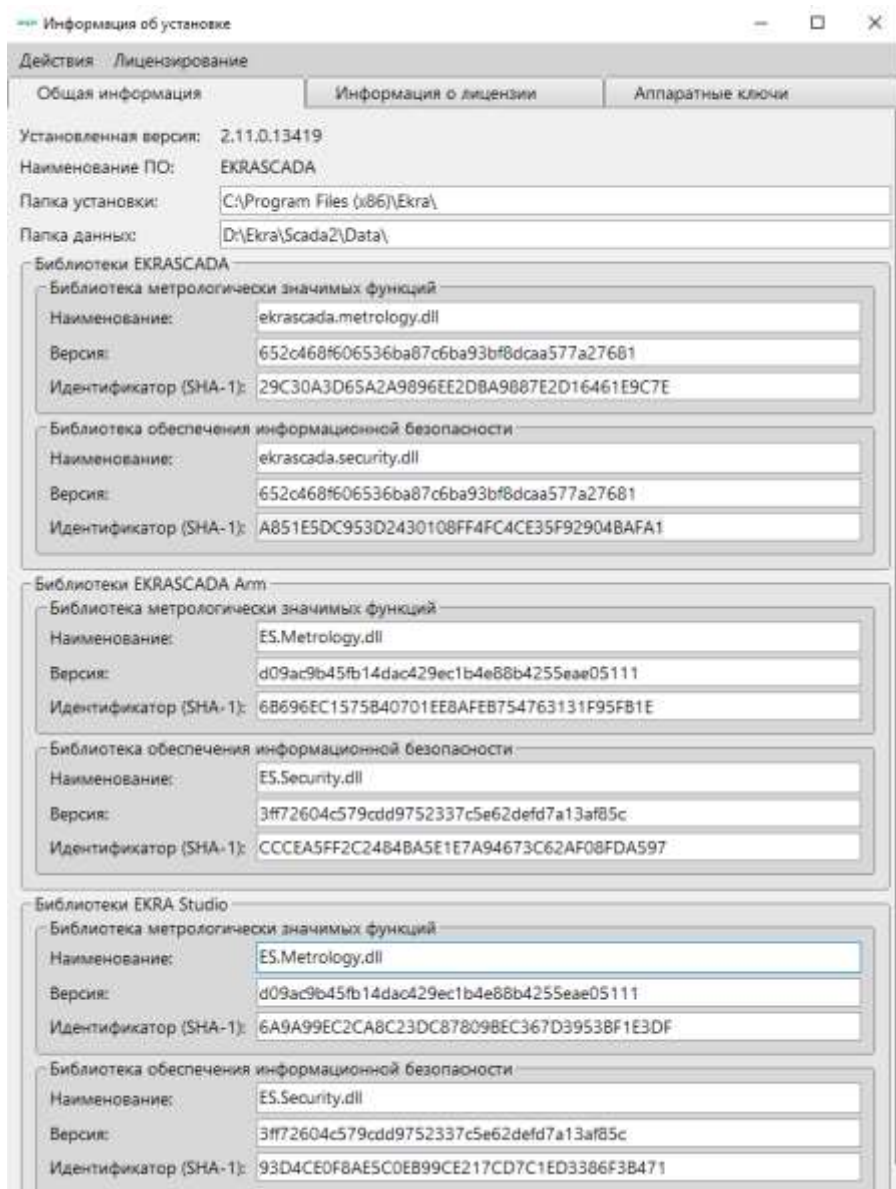 Информация об установке
Действия Лицензирование
Общая информация Информация о лицензии Аппаратные ключи
Установленная версия: 2.11.0.13419
Наименование ПО: EKRASCADA
Папка установки: C:\Program Files (x86)\Ekra\
Папка данных: D:\Ekra\Scada2\Data\
Библиотеки EKRASCADA
Библиотека метрологически значимых функций
Наименование: ekrascada.metrology.dll
Версия: 652c468f606536ba87c6ba93bf8dcaa577a27681
Идентификатор (SHA-1): 29C30A3D65A2A9896EE2DBA9887E2D16461E9C7E
Библиотека обеспечения информационной безопасности
Наименование: ekrascada.security.dll
Версия: 652c468f606536ba87c6ba93bf8dcaa577a27681
Идентификатор (SHA-1): A851E5DC953D2430108FF4FC4CE35F92904BAFA1
Библиотеки EKRASCADA Arm
Библиотека метрологически значимых функций
Наименование: ES.Metrology.dll
Версия: d09ac9b45fb14dac429ec1b4e88b4255eae05111
Идентификатор (SHA-1): 6B696EC1575B40701EE8AFEB754763131F95FB1E
Библиотека обеспечения информационной безопасности
Наименование: ES.Security.dll
Версия: 3ff72604c579cdd9752337c5e62defd7a13af85c
Идентификатор (SHA-1): CCCEA5FF2C2484BA5E1E7A94673C62AF08FDA597
Библиотеки EKRA Studio
Библиотека метрологически значимых функций
Наименование: ES.Metrology.dll
Версия: d09ac9b45fb14dac429ec1b4e88b4255eae05111
Идентификатор (SHA-1): 6A9A99EC2CA8C23DC87809BEC367D3953BF1E3DF
Библиотека обеспечения информационной безопасности
Наименование: ES.Security.dll
Версия: 3ff72604c579cdd9752337c5e62defd7a13af85c
Идентификатор (SHA-1): 93D4CE0F8AE5C0EB99CE217CD7C1ED3386F3B471